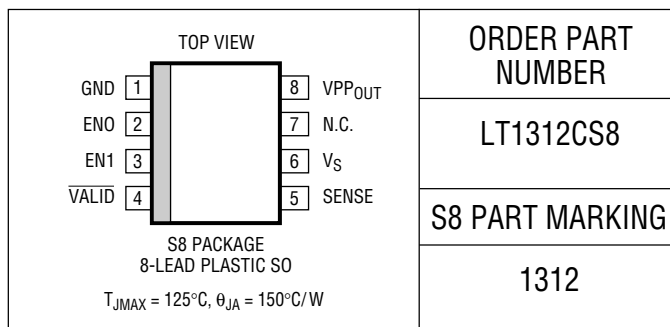 TOP VIEW
GND 1
EN0 2
EN1 3
VALID 4
8 VPPOUT
7 N.C.
6 VS
5 SENSE
S8 PACKAGE
8-LEAD PLASTIC SO
TJMAX = 125°C, θJA = 150°C/W
ORDER PART
NUMBER
LT1312CS8
S8 PART MARKING
1312